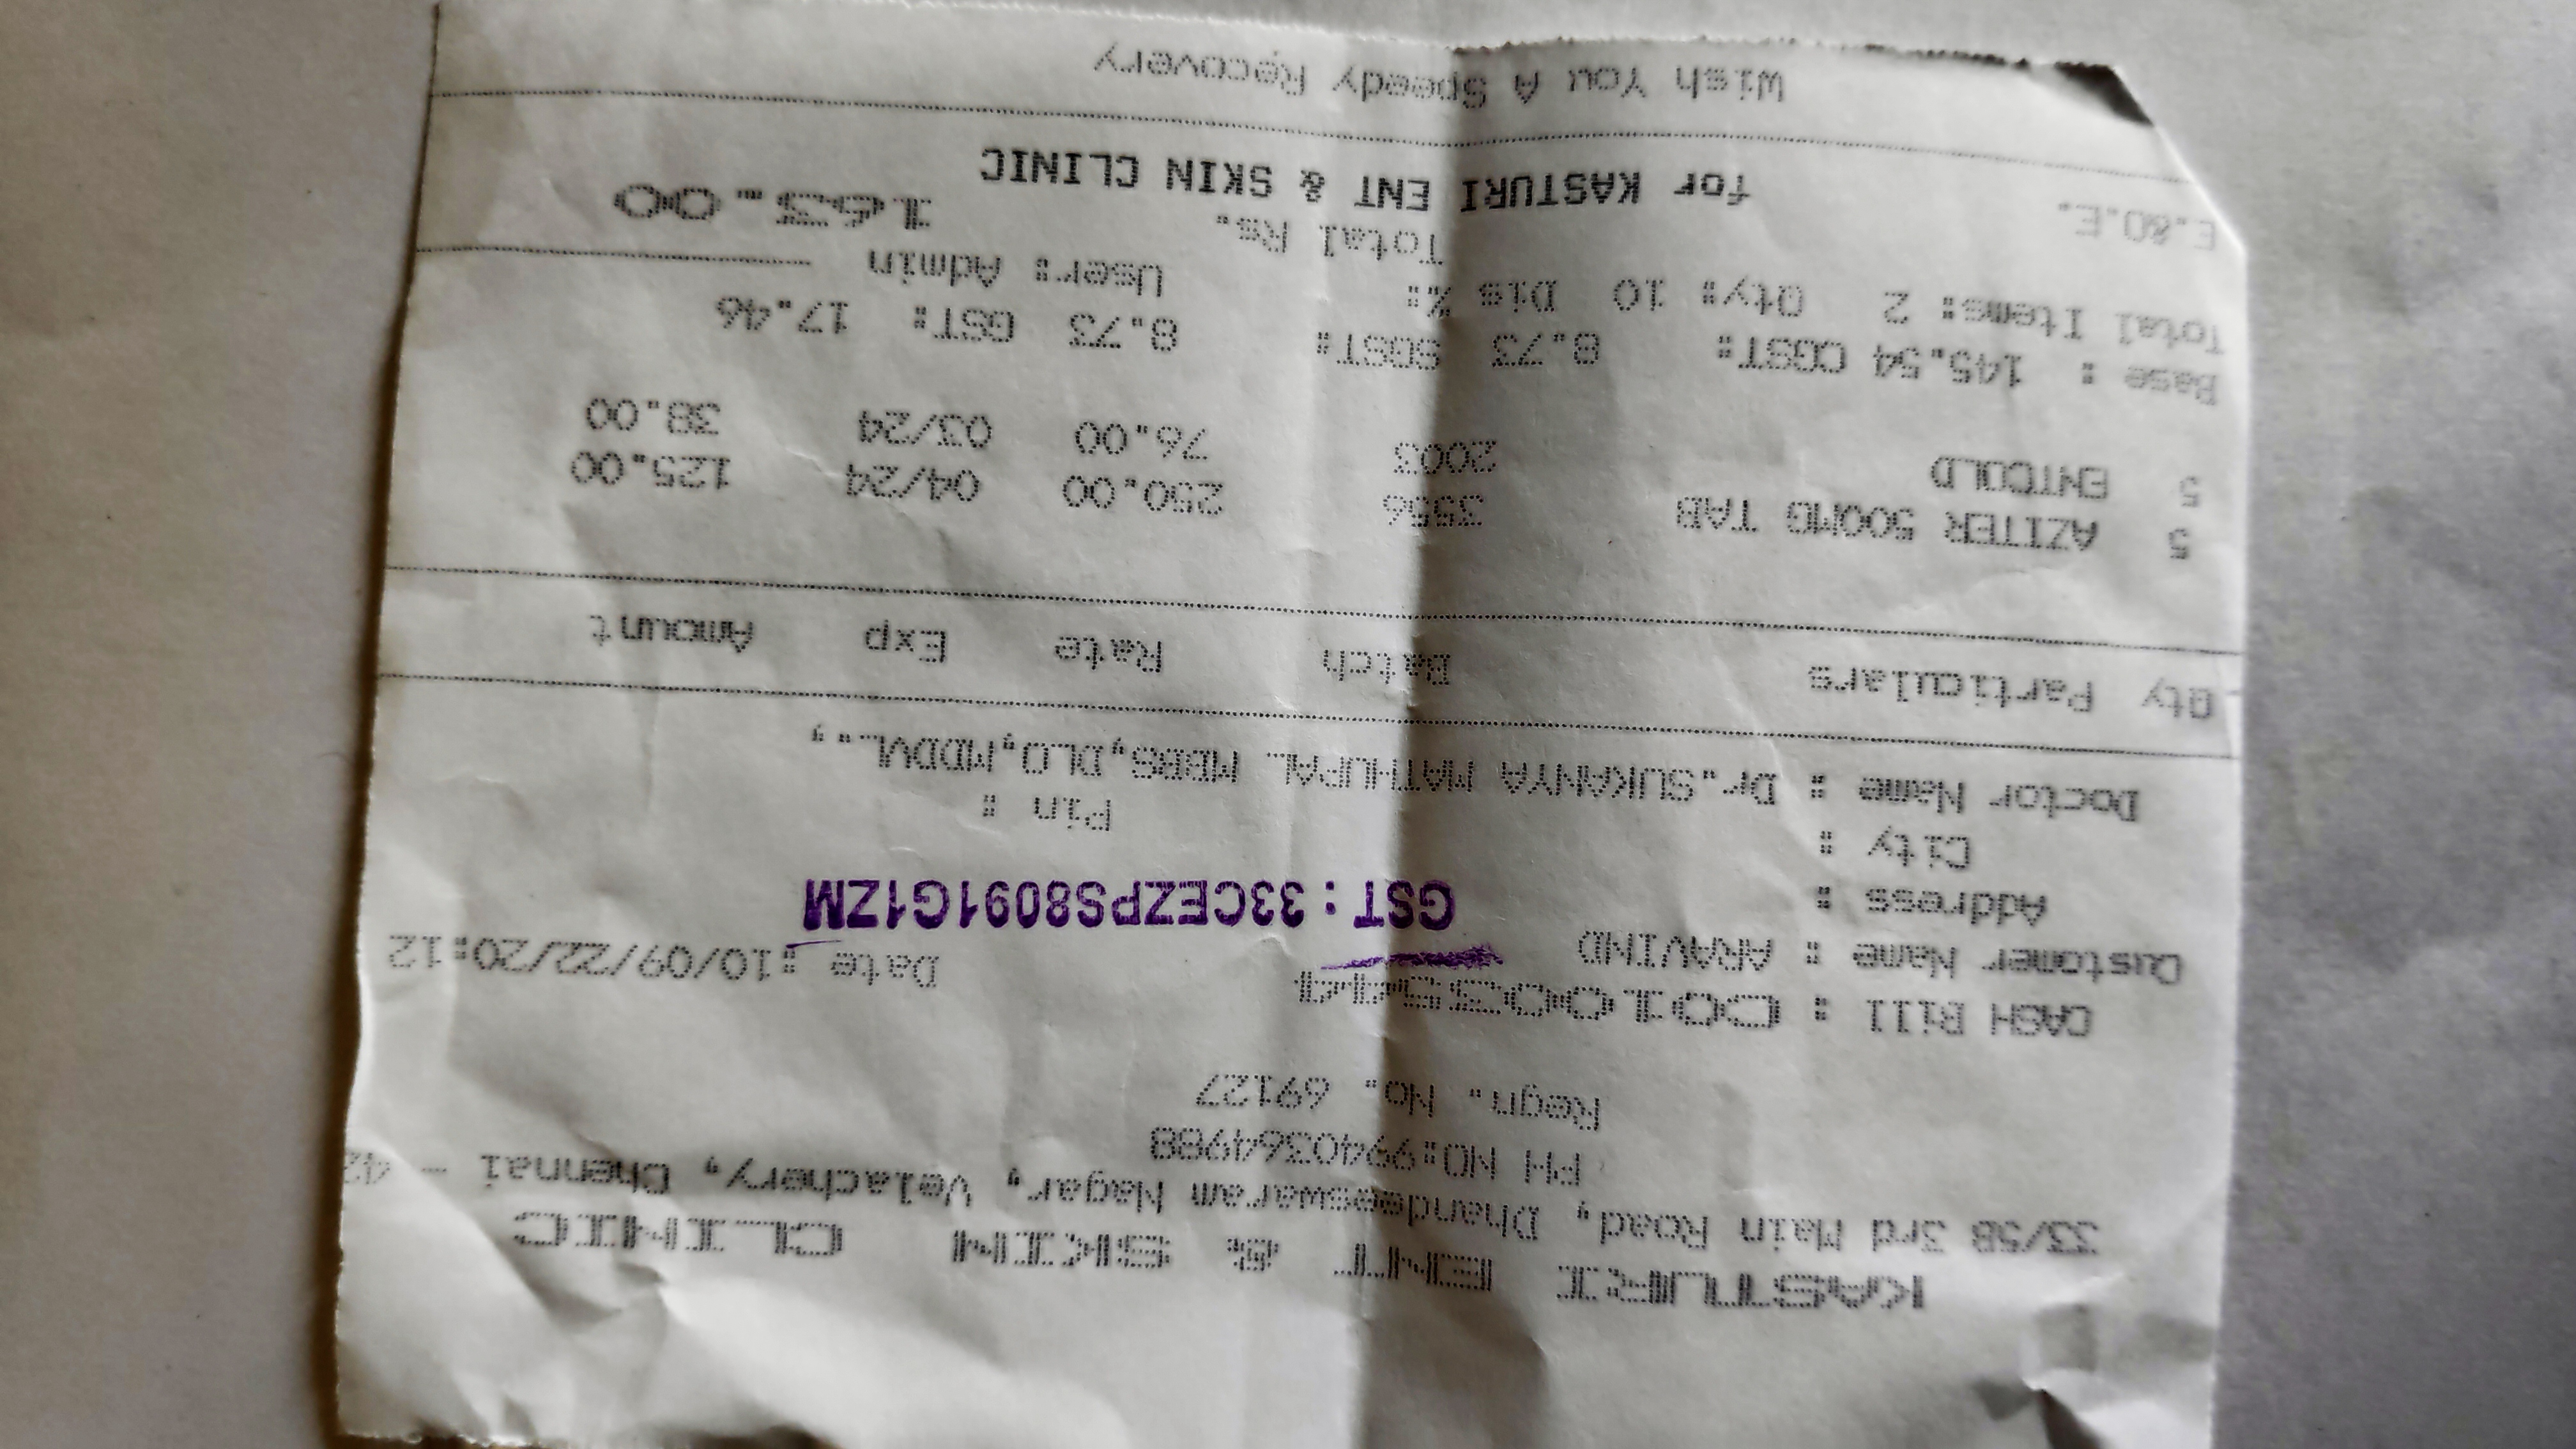 KASTURI ENT & SKIN CLINIC
33/5B 3rd Main Road, Dhandeswaram Nagar, Velachery, Chennai - 42
PH NO:9940364988
Regn. No. 69127
CASH Bill :
Date :10/09/22/20:12
Customer Name : ARAVIND
GST : 33CEZPS8091G1ZM
Address :
City : Pin :
Doctor Name : Dr.SUKANYA MATHUPAL MBBS,DLO,MDDVL.,
Qty Particulars Batch Rate Exp Amount
5 AZITER 500MG TAB 3556 250.00 04/24 125.00
5 ENTCOLD 2003 76.00 03/24 38.00
Base : 145.54 CGST: 8.73 SGST: 8.73 GST: 17.46
Total Items: 2 Qty: 10 Dis %: User: Admin
Total Rs. 163.00
E.&O.E.
for KASTURI ENT & SKIN CLINIC
Wish You A Speedy Recovery